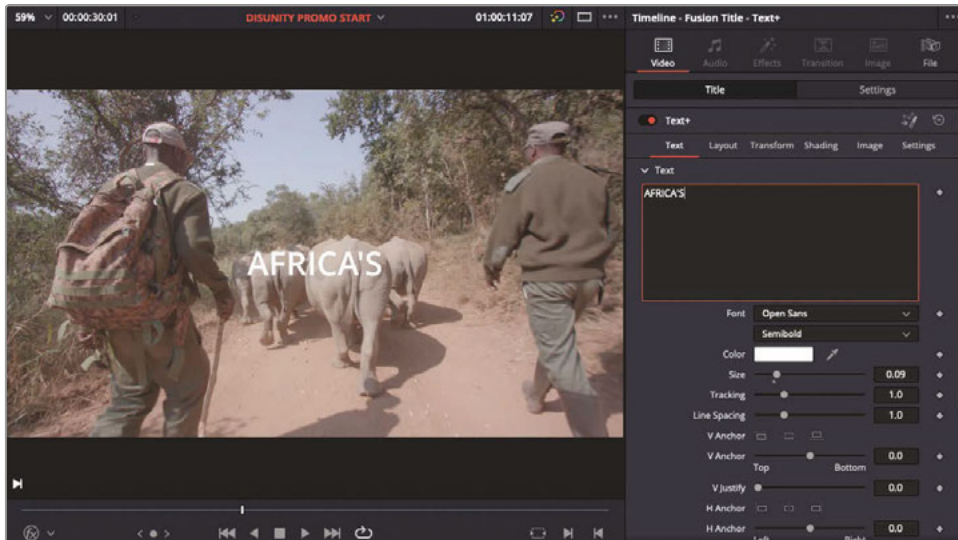 59% 00:00:30:01 DISUNITY PROMO START 01:00:11:07
Timeline - Fusion Title - Text+
Video Audio Effects Transition Image File
Title Settings
Text+
Text Layout Transform Shading Image Settings
Text
AFRICA'S
AFRICA'S
Font Open Sans
Semibold
Color
Size 0.09
Tracking 1.0
Line Spacing 1.0
V Anchor
V Anchor 0.0
Top Bottom
V Justify 0.0
H Anchor
H Anchor 0.0
Left Right
fx